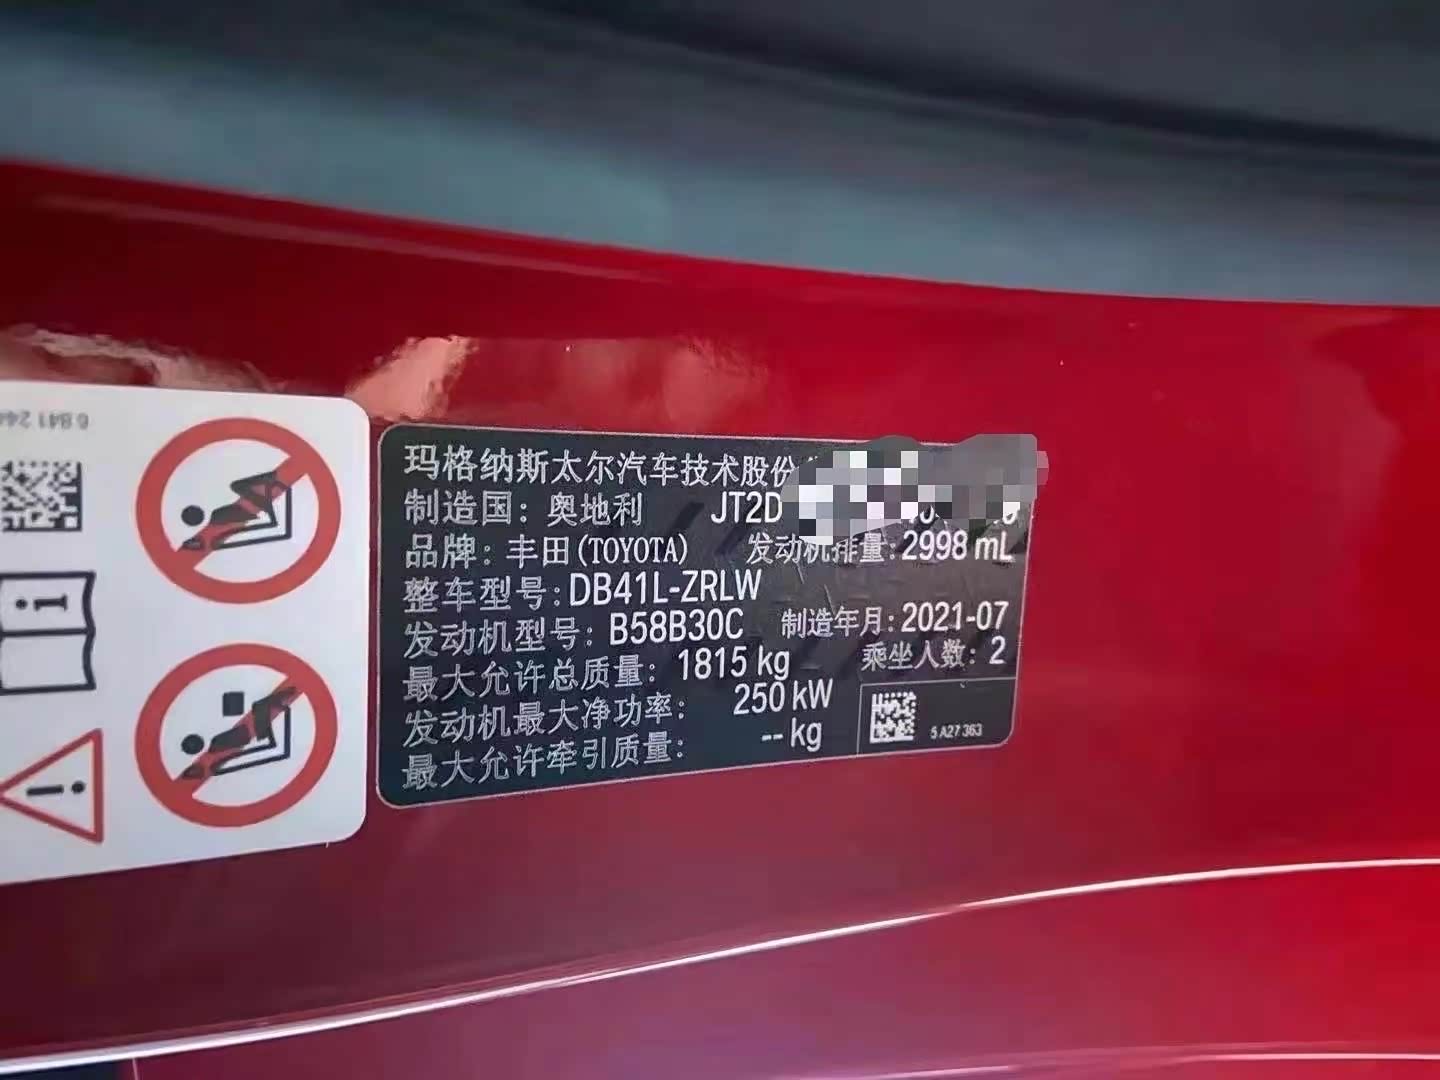 6 841 244
玛格纳斯太尔汽车技术股份
制造国：奥地利 JT2D
品牌：丰田(TOYOTA) 发动机排量：2998 mL
整车型号：DB41L-ZRLW
发动机型号：B58B30C 制造年月：2021-07
最大允许总质量：1815 kg 乘坐人数：2
发动机最大净功率：250 kW
最大允许牵引质量：--kg
5 A27 363